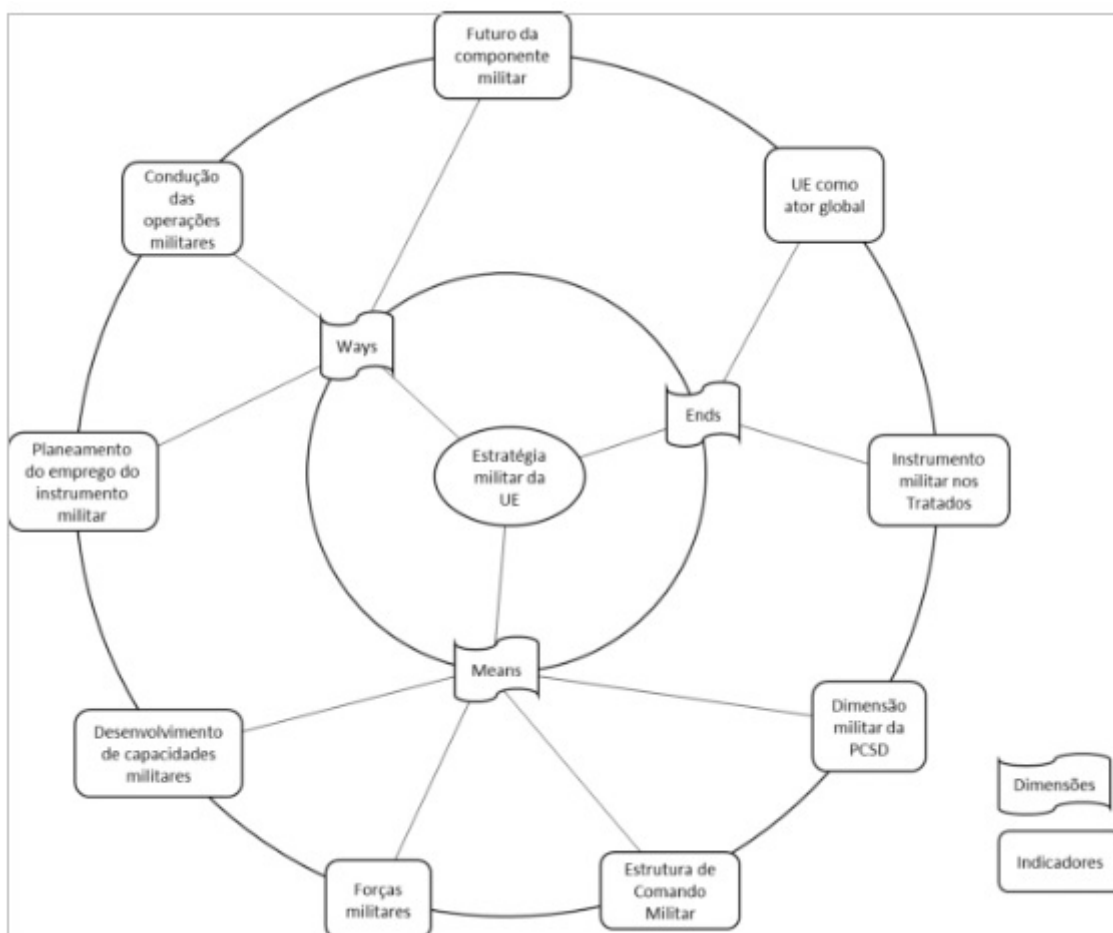 Futuro da
componente
militar
Condução
das
operações
militares
UE como
ator global
Ways
Ends
Planeamento
do emprego do
instrumento
militar
Estratégia
militar da
UE
Instrumento
militar nos
Tratados
Means
Desenvolvimento
de capacidades
militares
Dimensão
militar da
PCSD
Forças
militares
Estrutura de
Comando
Militar
Dimensões
Indicadores